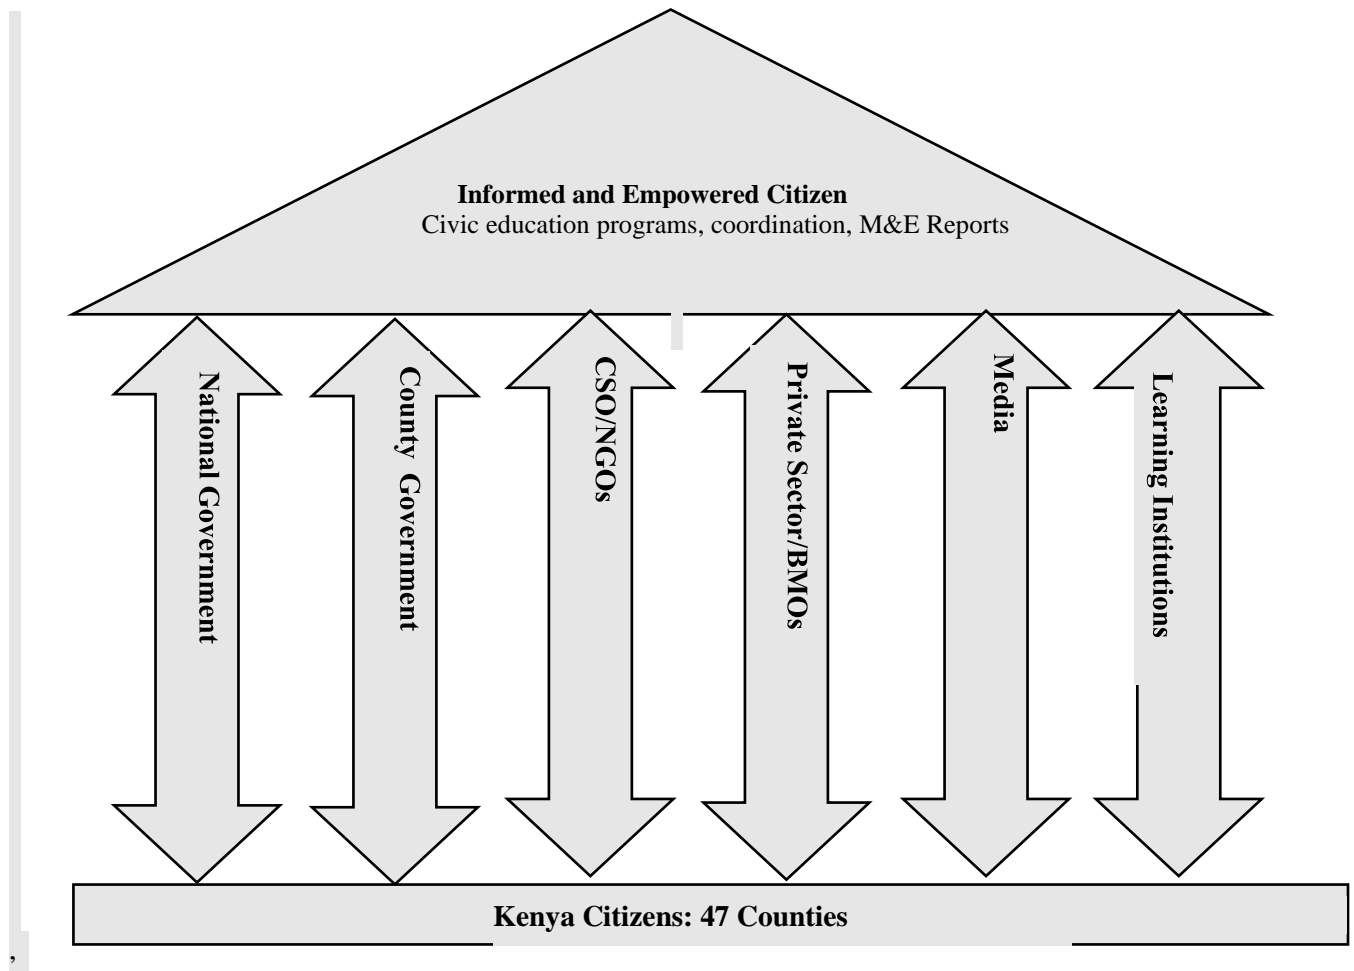 Informed and Empowered Citizen
Civic education programs, coordination, M&E Reports
National Government
County Government
CSO/NGOs
Private Sector/BMOs
Media
Learning Institutions
Kenya Citizens: 47 Counties
,